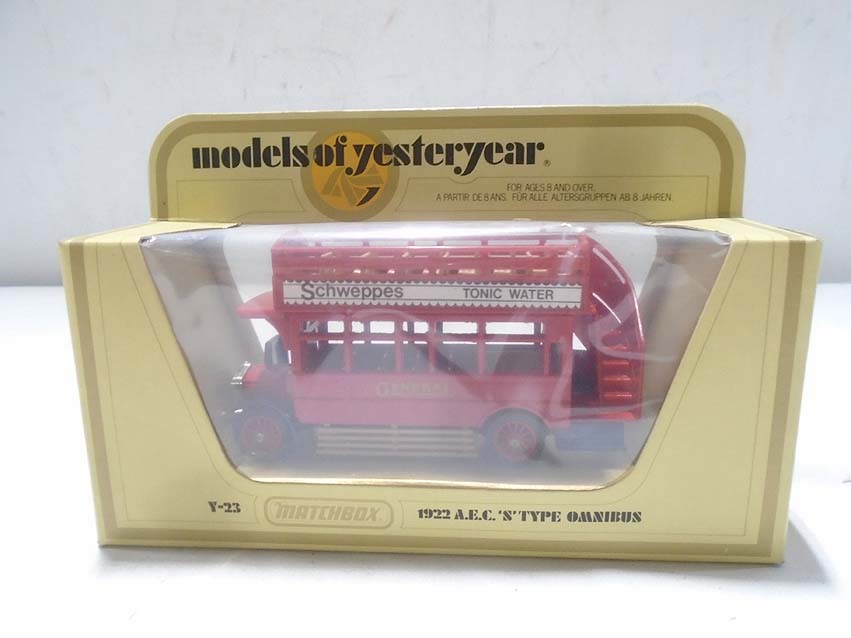 models of yesteryear®
FOR AGES 8 AND OVER.
A PARTIR DE 8 ANS. FÜR ALLE ALTERSGRUPPEN AB 8 JAHREN.
Schweppes TONIC WATER
GENERAL
Y-23 MATCHBOX 1922 A.E.C. 'S' TYPE OMNIBUS